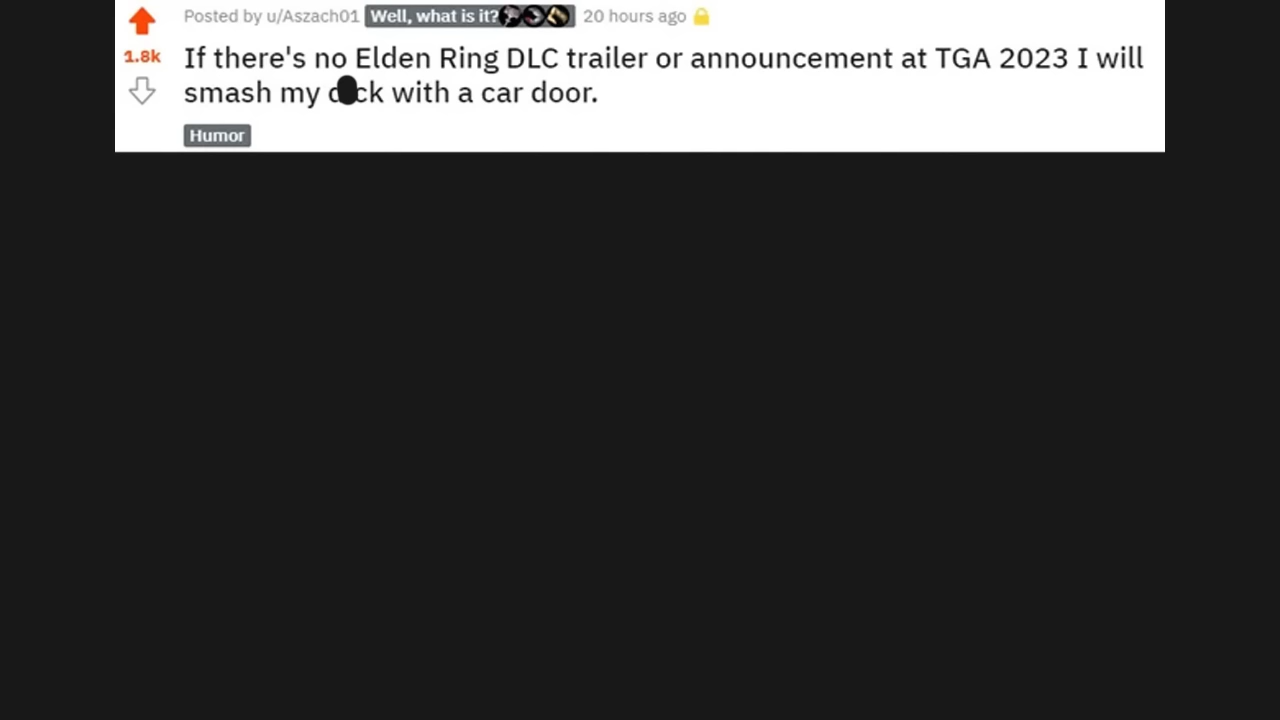 Posted by u/Aszach01 Well, what is it? 20 hours ago
1.8k
If there's no Elden Ring DLC trailer or announcement at TGA 2023 I will
smash my d ck with a car door.
Humor